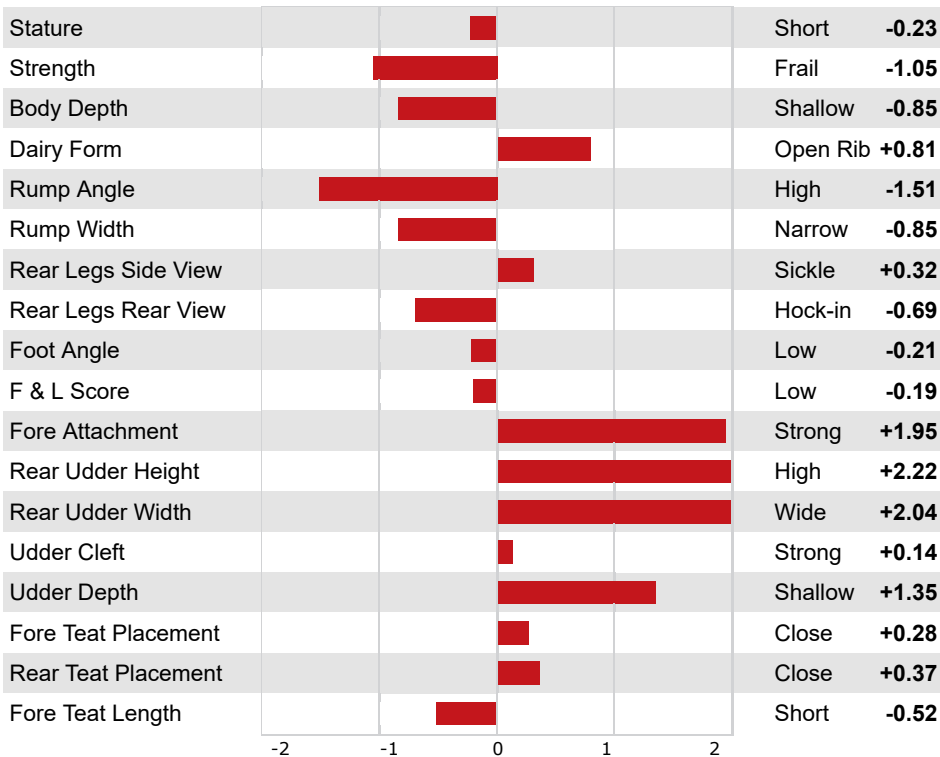 Stature Short -0.23
Strength Frail -1.05
Body Depth Shallow -0.85
Dairy Form Open Rib +0.81
Rump Angle High -1.51
Rump Width Narrow -0.85
Rear Legs Side View Sickle +0.32
Rear Legs Rear View Hock-in -0.69
Foot Angle Low -0.21
F & L Score Low -0.19
Fore Attachment Strong +1.95
Rear Udder Height High +2.22
Rear Udder Width Wide +2.04
Udder Cleft Strong +0.14
Udder Depth Shallow +1.35
Fore Teat Placement Close +0.28
Rear Teat Placement Close +0.37
Fore Teat Length Short -0.52
-2 -1 0 1 2